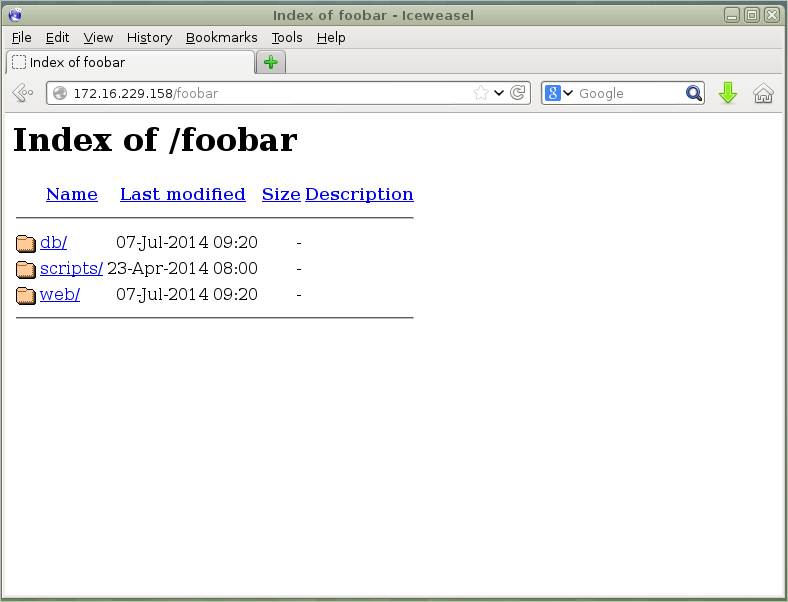 Index of foobar - Iceweasel
File Edit View History Bookmarks Tools Help
Index of foobar
172.16.229.158/foobar 8 Google
Index of /foobar
Name Last modified Size Description
db/ 07-Jul-2014 09:20 -
scripts/ 23-Apr-2014 08:00 -
web/ 07-Jul-2014 09:20 -